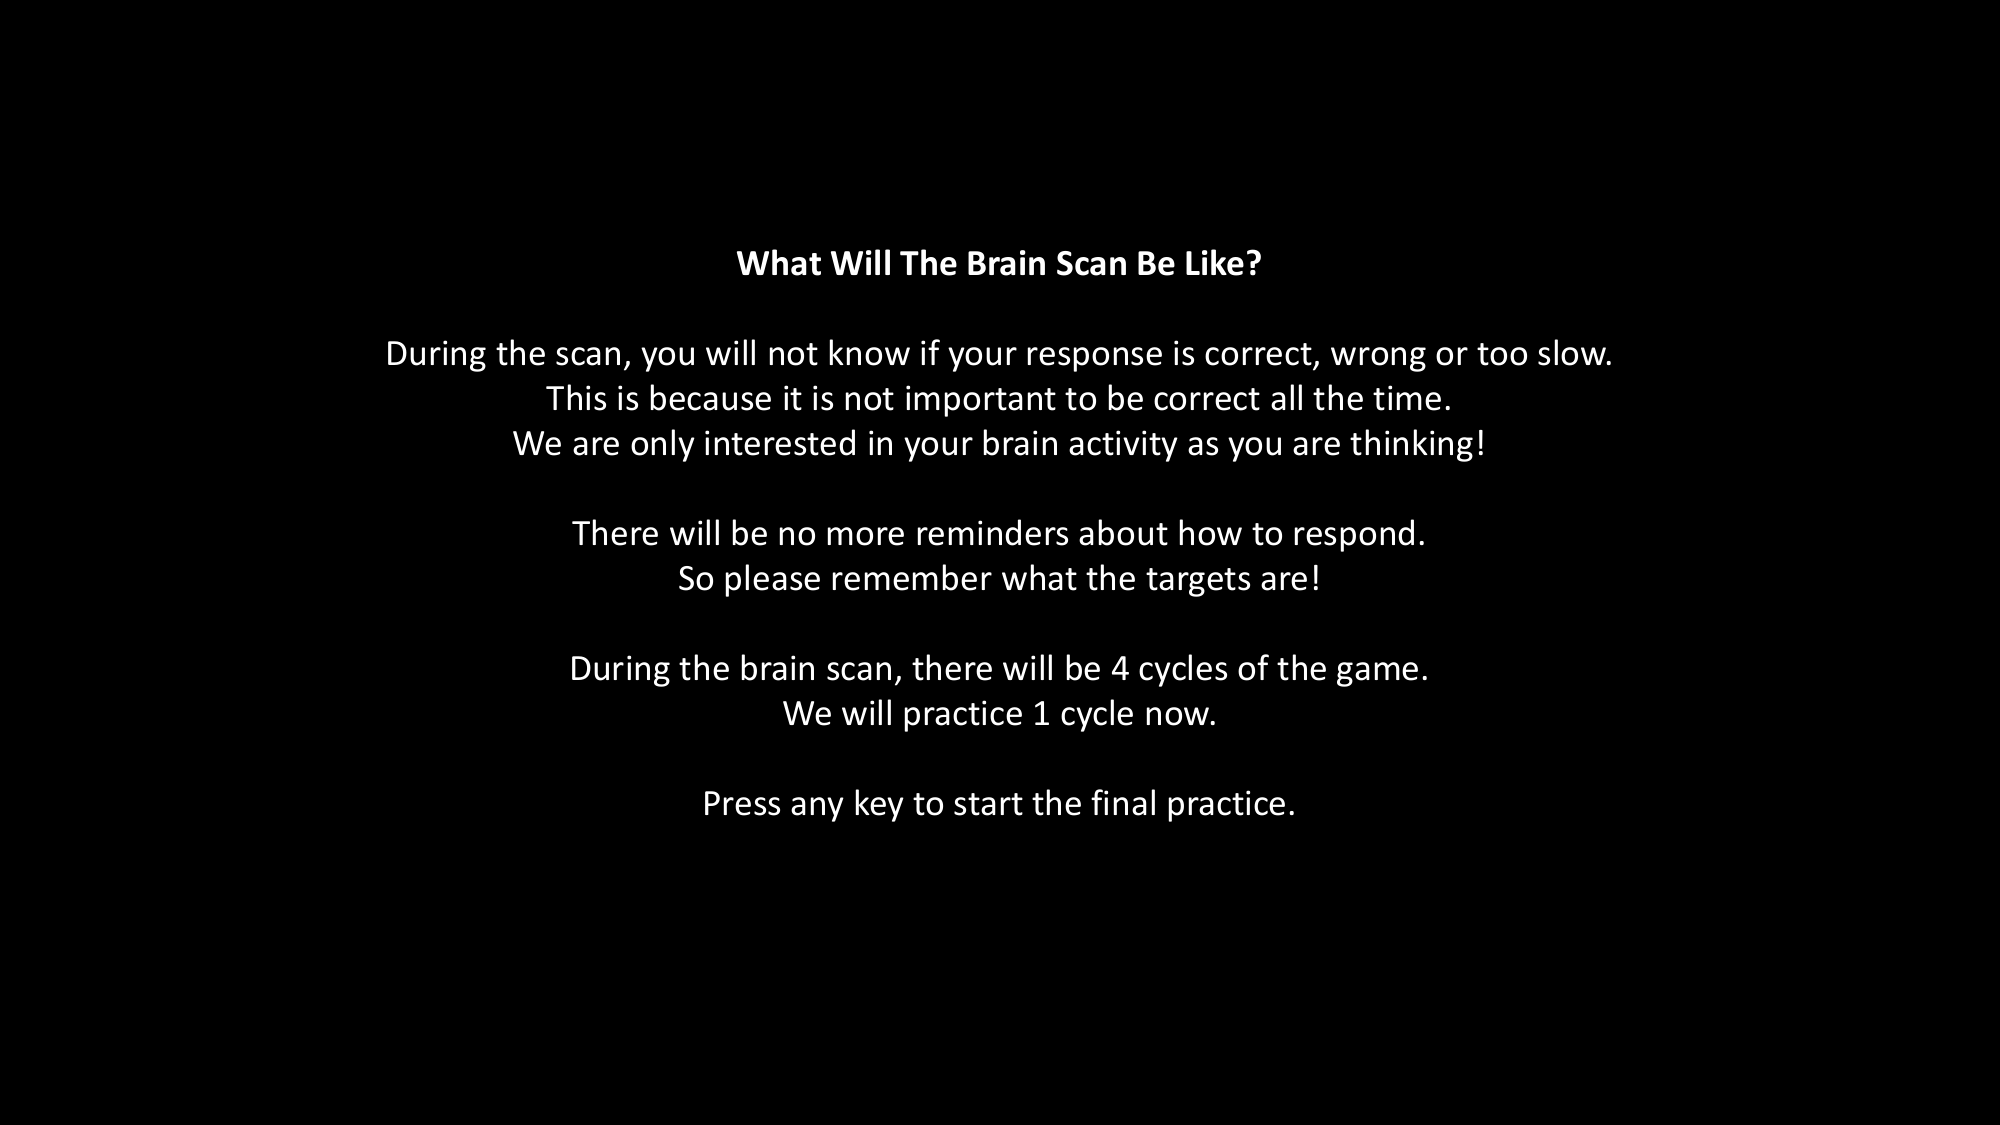 What Will The Brain Scan Be Like?
During the scan, you will not know if your response is correct, wrong or too slow.
This is because it is not important to be correct all the time.
We are only interested in your brain activity as you are thinking!
There will be no more reminders about how to respond.
So please remember what the targets are!
During the brain scan, there will be 4 cycles of the game.
We will practice 1 cycle now.
Press any key to start the final practice.